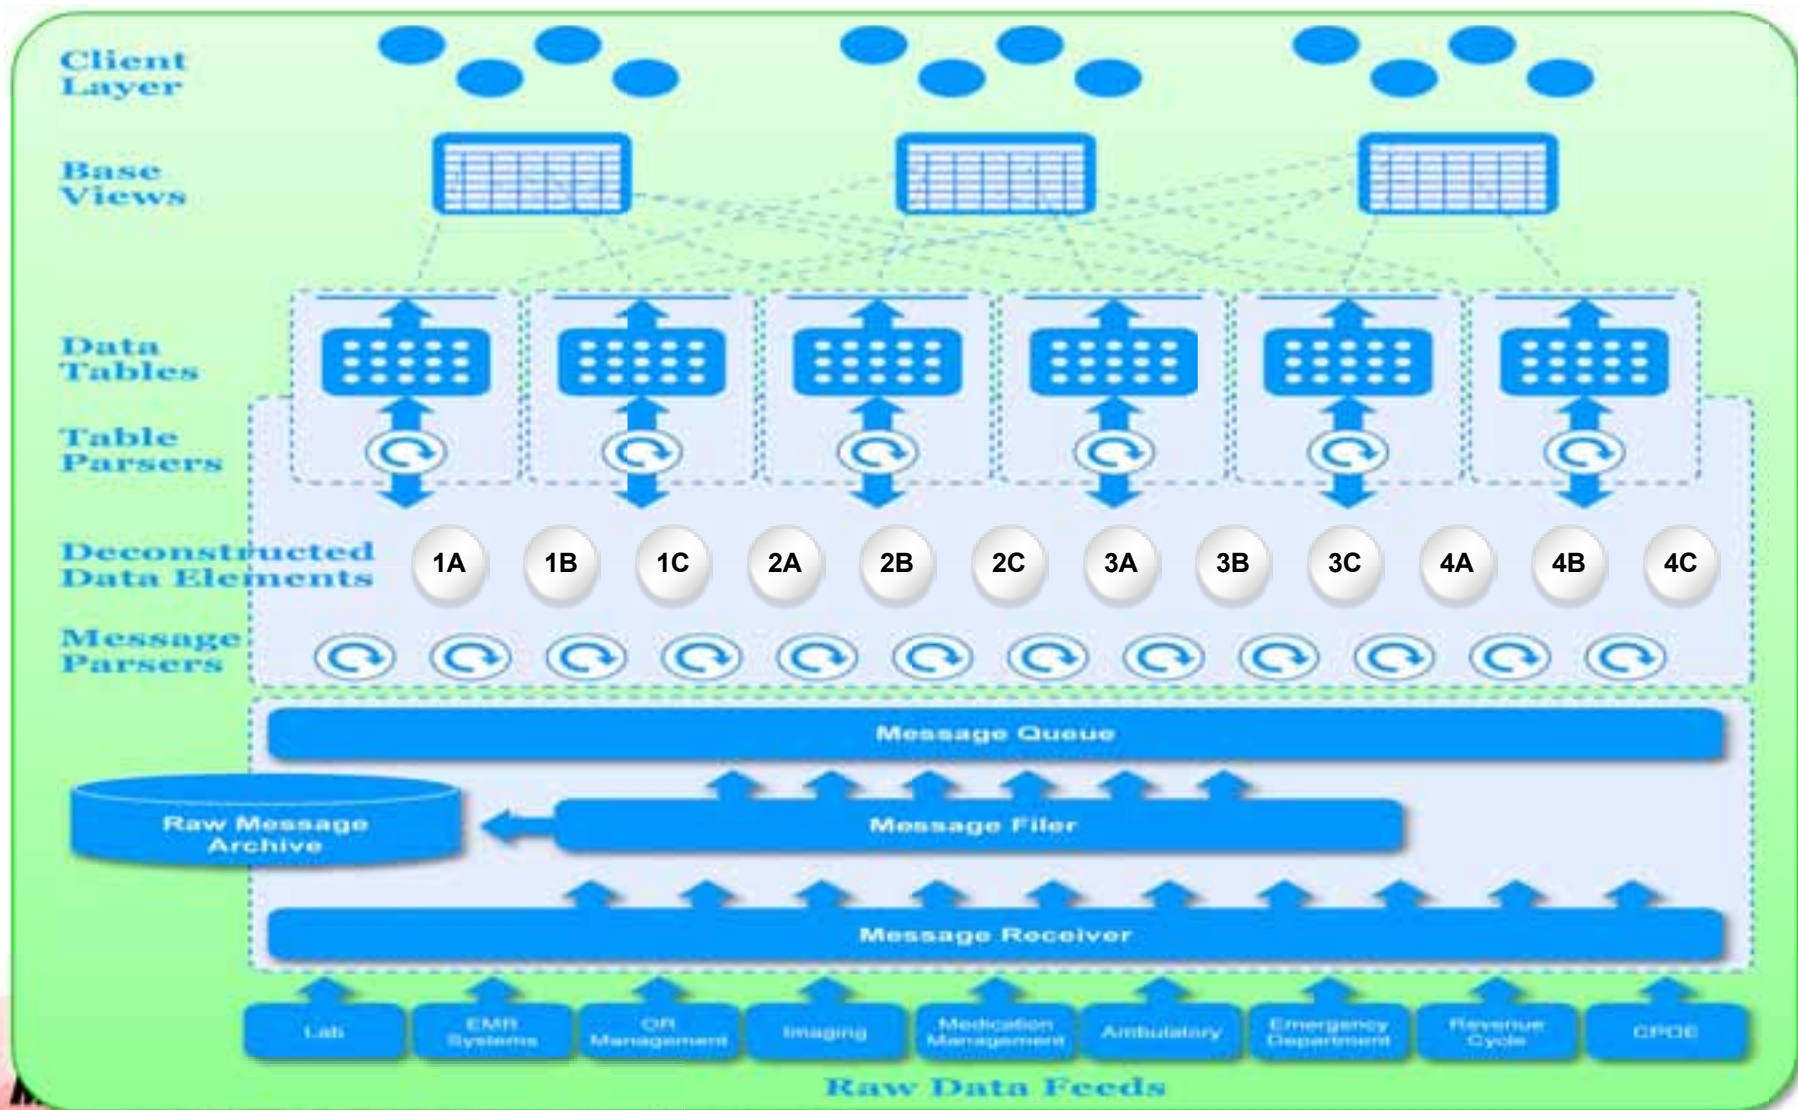 Client
Layer
Base
Views
Data
Tables
Table
Parsers
Deconstructed
Data Elements
1A 1B 1C 2A 2B 2C 3A 3B 3C 4A 4B 4C
Message
Parsers
Message Queue
Raw Message
Archive
Message Filer
Message Receiver
Lab
EMR
Systems
OR
Management
Imaging
Medication
Management
Ambulatory
Emergency
Department
Revenue
Cycle
CPOE
Raw Data Feeds